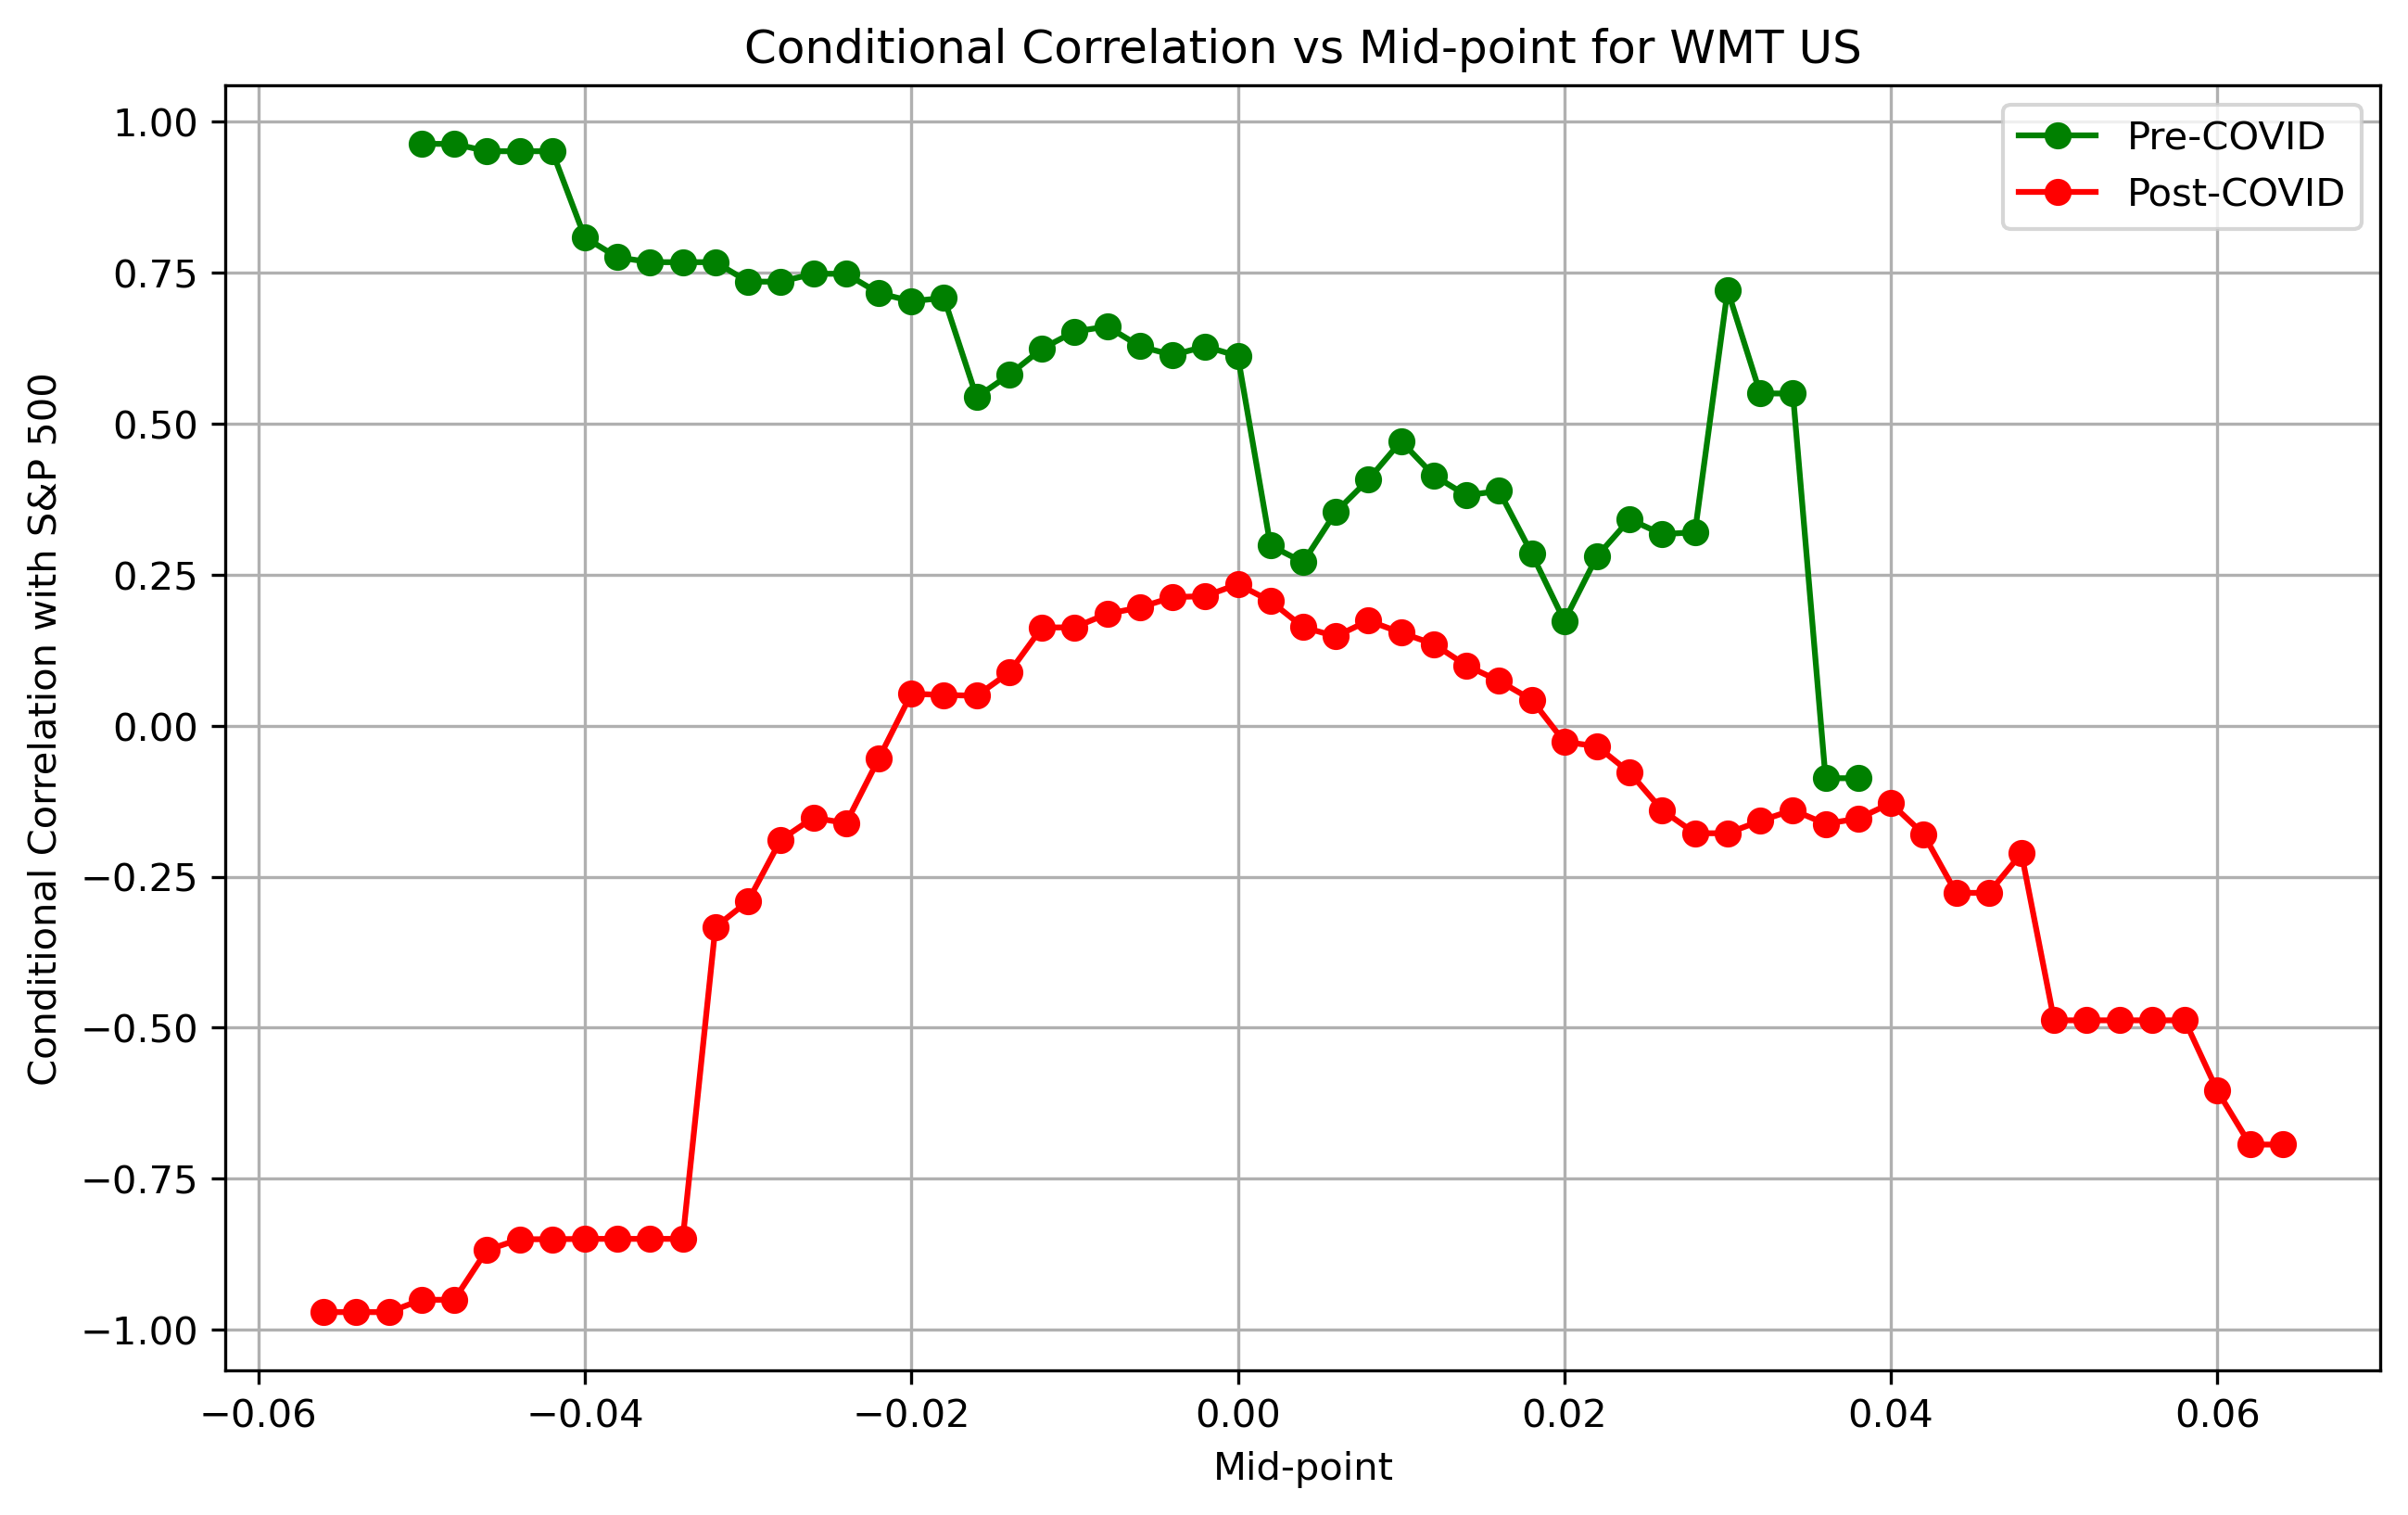 Conditional Correlation vs Mid-point for WMT US
Pre-COVID
Post-COVID
Conditional Correlation with S&P 500
1.00
0.75
0.50
0.25
0.00
−0.25
−0.50
−0.75
−1.00
−0.06 −0.04 −0.02 0.00 0.02 0.04 0.06
Mid-point